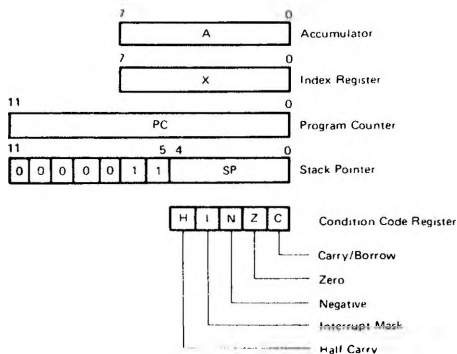 7 0
A Accumulator
7 0
X Index Register
11 0
PC Program Counter
11 5 4 0
0 0 0 0 0 1 1 SP Stack Pointer
H I N Z C Condition Code Register
Carry/Borrow
Zero
Negative
Interrupt Mask
Half Carry